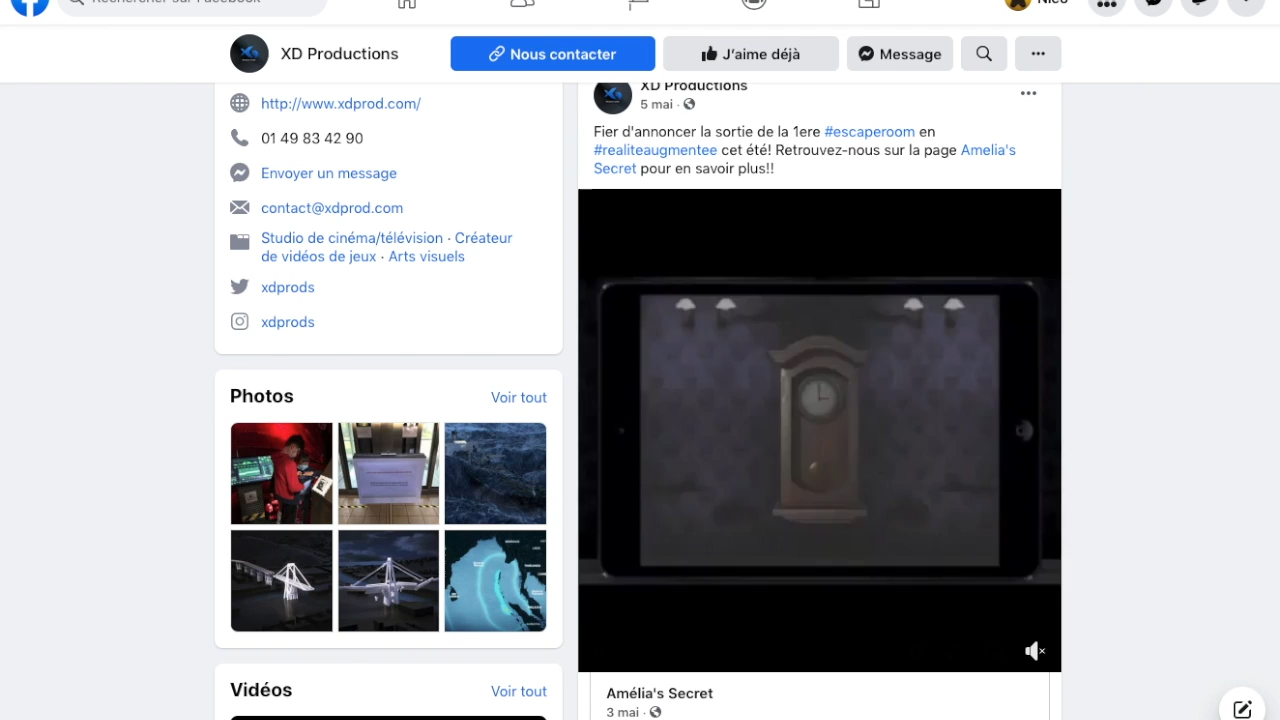 Nico
XD Productions
Nous contacter
J'aime déjà
Message
http://www.xdprod.com/
01 49 83 42 90
Envoyer un message
contact@xdprod.com
Studio de cinéma/télévision · Créateur
de vidéos de jeux · Arts visuels
xdprods
xdprods
Photos
Voir tout
Vidéos
Voir tout
XD Productions
5 mai ·
Fier d'annoncer la sortie de la 1ere #escaperoom en
#realiteaugmentee cet été! Retrouvez-nous sur la page Amelia's
Secret pour en savoir plus!!
Amélia's Secret
3 mai ·